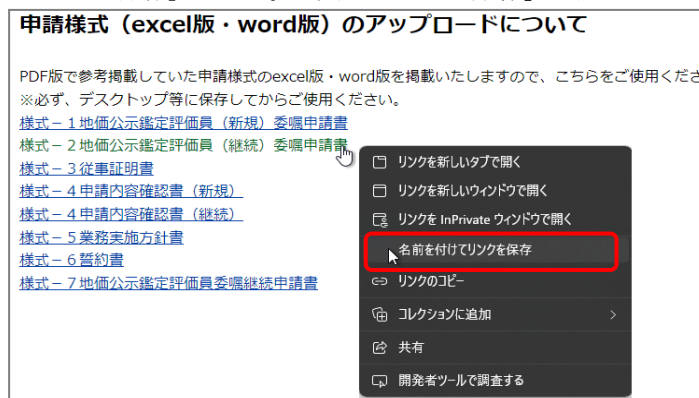 申請様式（excel版・word版）のアップロードについて
PDF版で参考掲載していた申請様式のexcel版・word版を掲載いたしますので、こちらをご使用くださ
※必ず、デスクトップ等に保存してからご使用ください。
様式－１地価公示鑑定評価員（新規）委嘱申請書
様式－２地価公示鑑定評価員（継続）委嘱申請書
様式－３従事証明書
様式－４申請内容確認書（新規）
様式－４申請内容確認書（継続）
様式－５業務実施方針書
様式－６誓約書
様式－７地価公示鑑定評価員委嘱継続申請書
リンクを新しいタブで開く
リンクを新しいウィンドウで開く
リンクを InPrivate ウィンドウで開く
名前を付けてリンクを保存
リンクのコピー
コレクションに追加
共有
開発者ツールで調査する